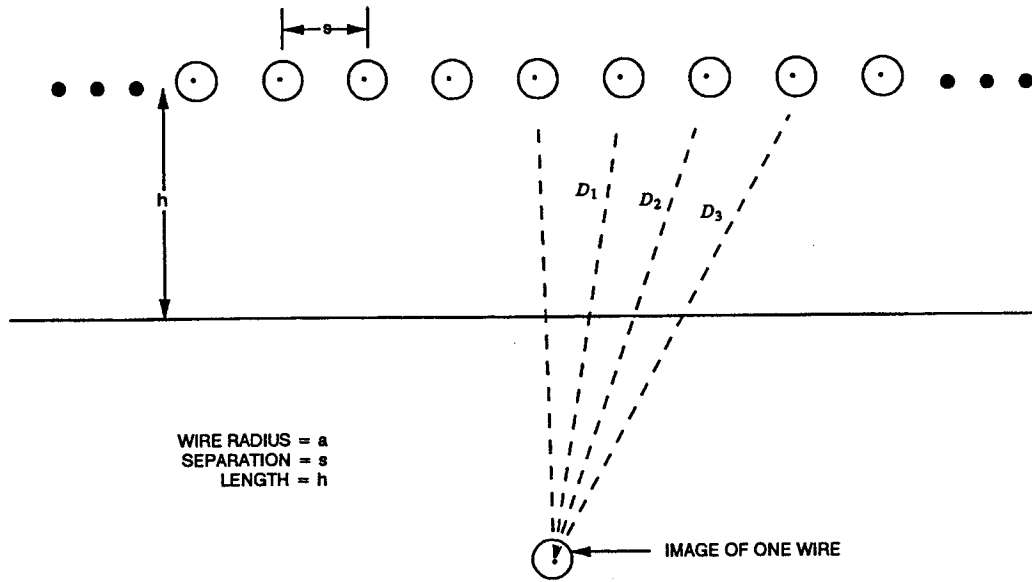 s
h
D₁ D₂ D₃
WIRE RADIUS = a
SEPARATION = s
LENGTH = h
IMAGE OF ONE WIRE